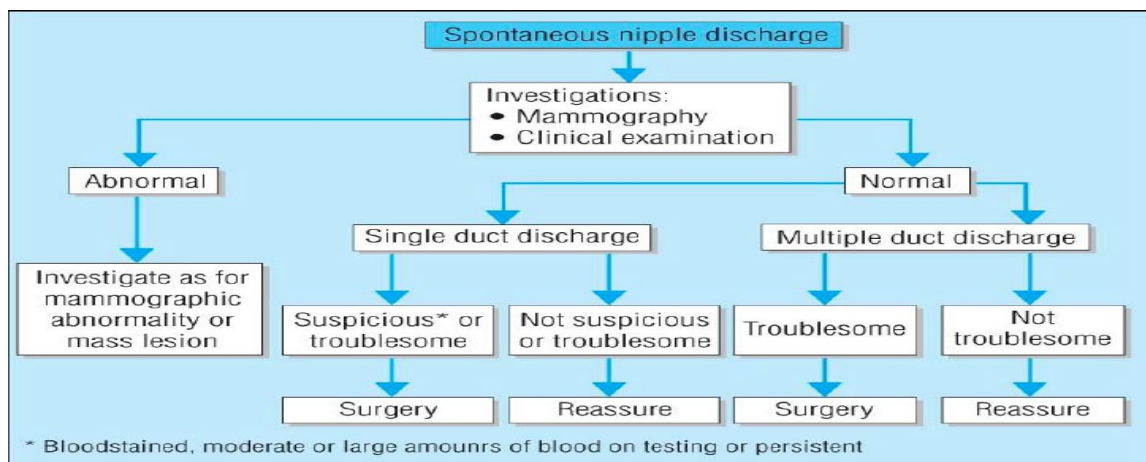 Spontaneous nipple discharge
Investigations:
• Mammography
• Clinical examination
Abnormal
Normal
Single duct discharge
Multiple duct discharge
Investigate as for
mammographic
abnormality or
mass lesion
Suspicious* or
troublesome
Not suspicious
or troublesome
Troublesome
Not
troublesome
Surgery
Reassure
Surgery
Reassure
* Bloodstained, moderate or large amounrs of blood on testing or persistent